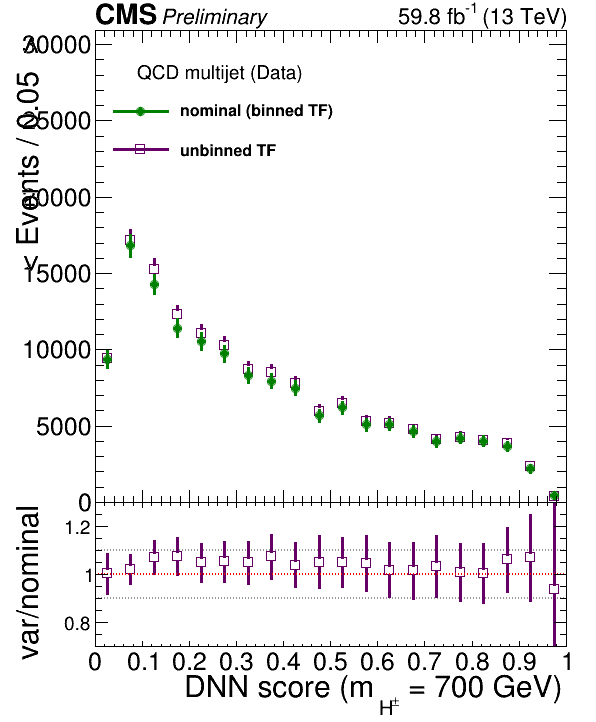 CMS Preliminary 59.8 fb⁻¹ (13 TeV)
< Events / 0.05 >
30000
25000
20000
15000
10000
5000
0
QCD multijet (Data)
nominal (binned TF)
unbinned TF
var/nominal
1.2
1
0.8
0 0.1 0.2 0.3 0.4 0.5 0.6 0.7 0.8 0.9 1
DNN score (m_H± = 700 GeV)